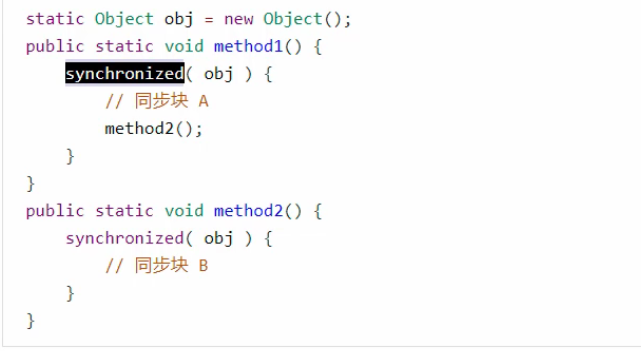 static Object obj = new Object();
public static void method1() {
    synchronized( obj ) {
        // 同步块 A
        method2();
    }
}
public static void method2() {
    synchronized( obj ) {
        // 同步块 B
    }
}